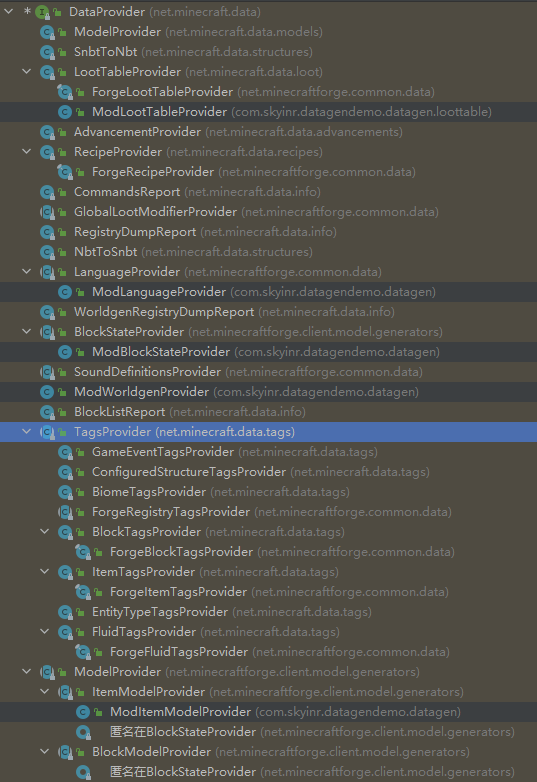 DataProvider (net.minecraft.data)
ModelProvider (net.minecraft.data.models)
SnbtToNbt (net.minecraft.data.structures)
LootTableProvider (net.minecraft.data.loot)
ForgeLootTableProvider (net.minecraftforge.common.data)
ModLootTableProvider (com.skyinr.datagendemo.datagen.loottable)
AdvancementProvider (net.minecraft.data.advancements)
RecipeProvider (net.minecraft.data.recipes)
ForgeRecipeProvider (net.minecraftforge.common.data)
CommandsReport (net.minecraft.data.info)
GlobalLootModifierProvider (net.minecraftforge.common.data)
RegistryDumpReport (net.minecraft.data.info)
NbtToSnbt (net.minecraft.data.structures)
LanguageProvider (net.minecraftforge.common.data)
ModLanguageProvider (com.skyinr.datagendemo.datagen)
WorldgenRegistryDumpReport (net.minecraft.data.info)
BlockStateProvider (net.minecraftforge.client.model.generators)
ModBlockStateProvider (com.skyinr.datagendemo.datagen)
SoundDefinitionsProvider (net.minecraftforge.common.data)
ModWorldgenProvider (com.skyinr.datagendemo.datagen)
BlockListReport (net.minecraft.data.info)
TagsProvider (net.minecraft.data.tags)
GameEventTagsProvider (net.minecraft.data.tags)
ConfiguredStructureTagsProvider (net.minecraft.data.tags)
BiomeTagsProvider (net.minecraft.data.tags)
ForgeRegistryTagsProvider (net.minecraftforge.common.data)
BlockTagsProvider (net.minecraft.data.tags)
ForgeBlockTagsProvider (net.minecraftforge.common.data)
ItemTagsProvider (net.minecraft.data.tags)
ForgeItemTagsProvider (net.minecraftforge.common.data)
EntityTypeTagsProvider (net.minecraft.data.tags)
FluidTagsProvider (net.minecraft.data.tags)
ForgeFluidTagsProvider (net.minecraftforge.common.data)
ModelProvider (net.minecraftforge.client.model.generators)
ItemModelProvider (net.minecraftforge.client.model.generators)
ModItemModelProvider (com.skyinr.datagendemo.datagen)
匿名在BlockStateProvider (net.minecraftforge.client.model.generators)
BlockModelProvider (net.minecraftforge.client.model.generators)
匿名在BlockStateProvider (net.minecraftforge.client.model.generators)